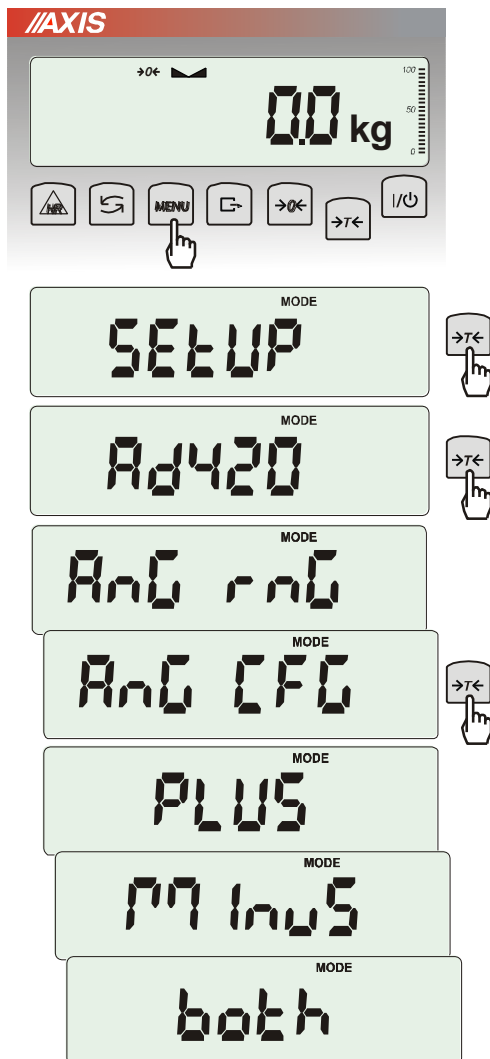 //AXIS
→0←
100
50
0
0.0 kg
HR MENU →0← →T← I/⏻
MODE
SEtUP
→T←
MODE
Ad420
→T←
MODE
AnG rnG
MODE
AnG CFG
→T←
MODE
PLUS
MODE
MInuS
MODE
both